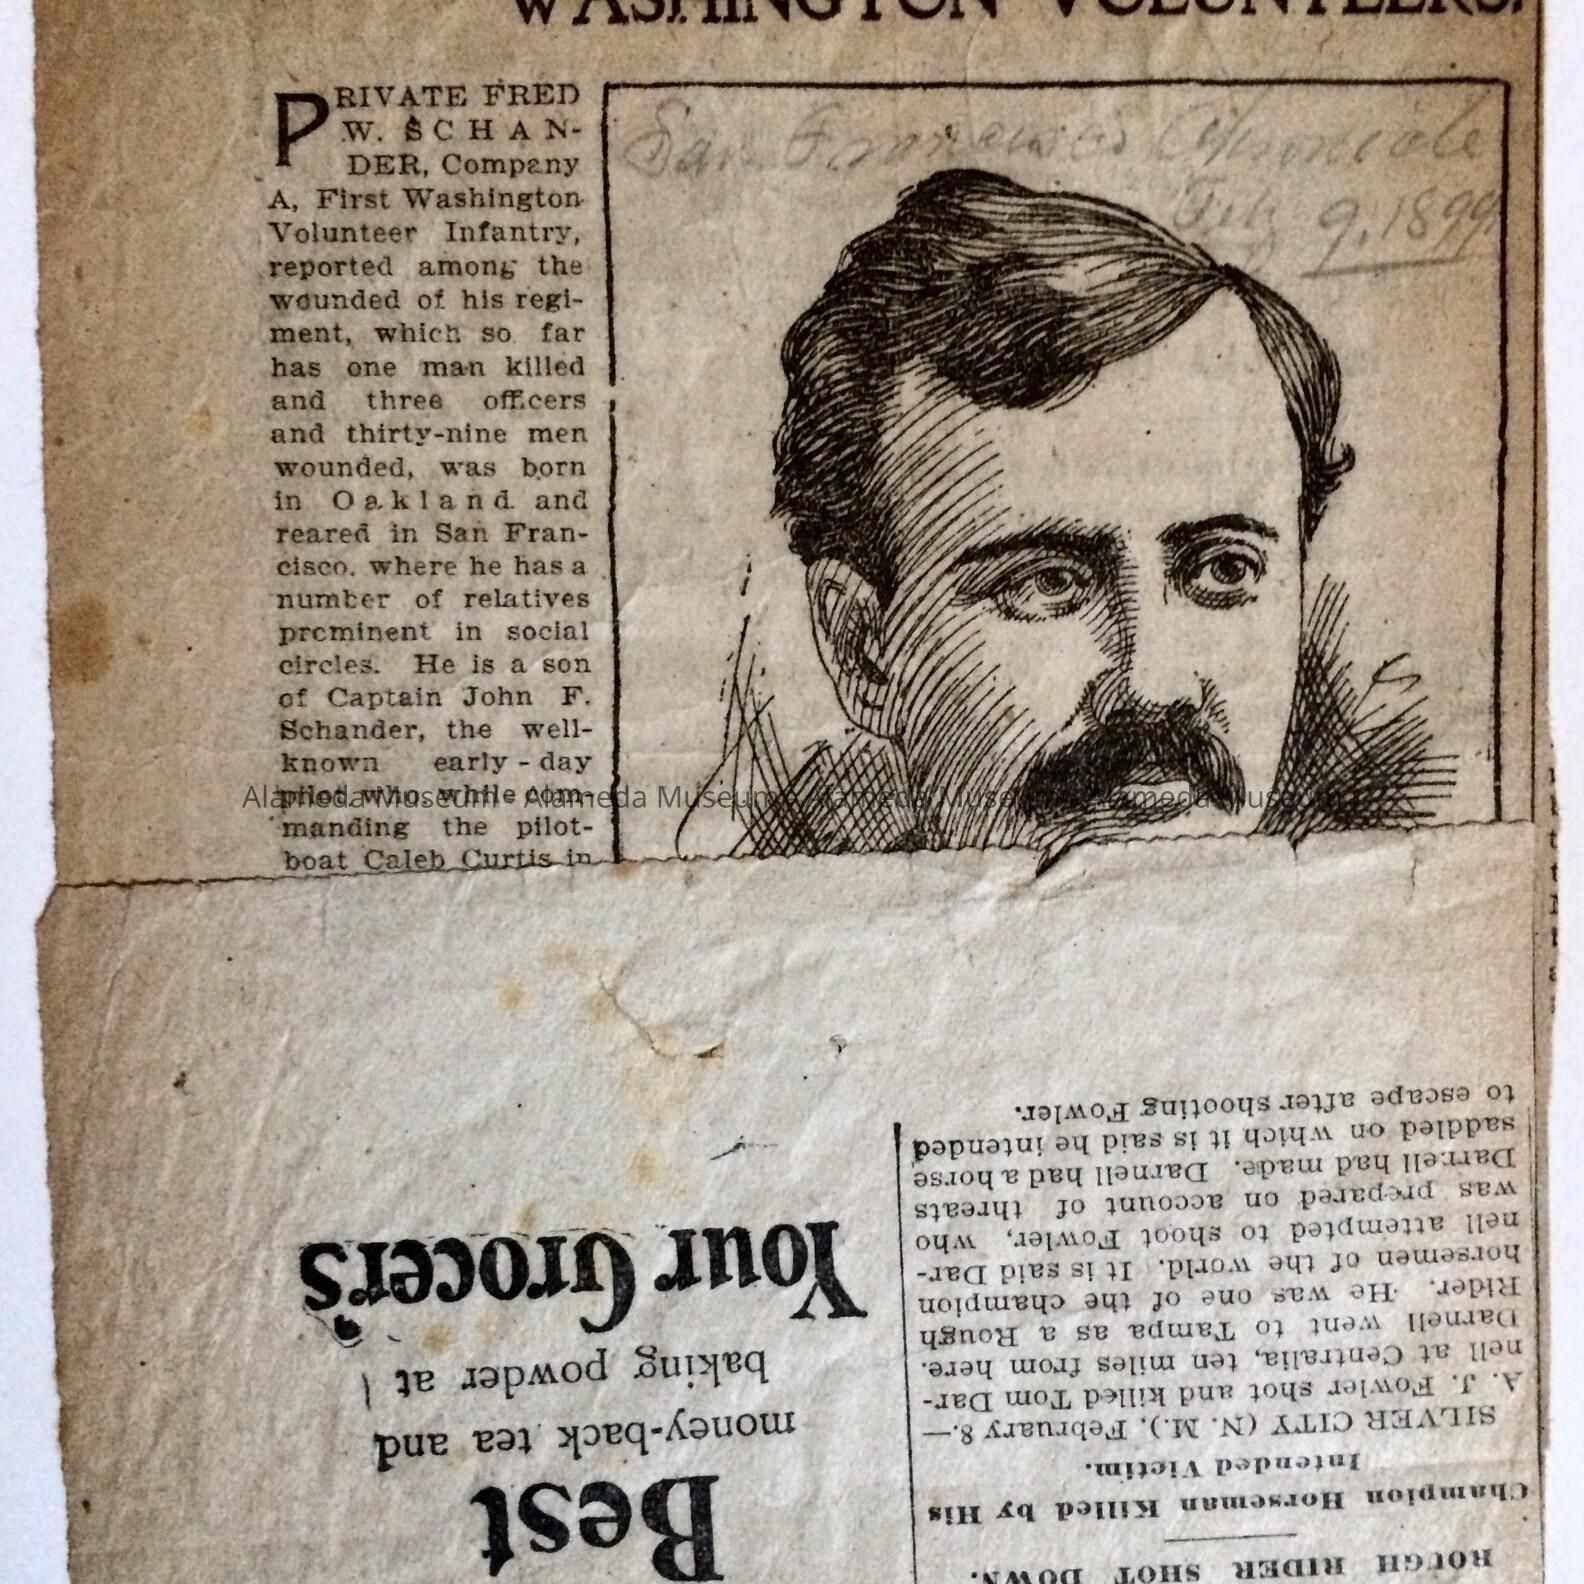 WASHINGTON VOLUNTEERS.
San Francisco Chronicle
9, 1899
PRIVATE FRED
W. SCHAN-
DER, Company
A, First Washington
Volunteer Infantry,
reported among the
wounded of his regi-
ment, which so far
has one man killed
and three officers
and thirty-nine men
wounded, was born
in Oakland and
reared in San Fran-
cisco, where he has a
number of relatives
prominent in social
circles. He is a son
of Captain John F.
Schander, the well-
known early-day
pilot, who, while com-
manding the pilot-
boat Caleb Curtis in
Alameda Museum - Alameda Museum - Alameda Museum - Alameda Museum
ROUGH RIDER SHOT DOWN.
Champion Horseman Killed by His
Intended Victim.
SILVER CITY (N. M.), February 8.—
A. J. Fowler shot and killed Tom Dar-
nell at Centralia, ten miles from here.
Darnell went to Tampa as a Rough
Rider. He was one of the champion
horsemen of the world. It is said Dar-
nell attempted to shoot Fowler, who
was prepared on account of threats
Darnell had made. Darnell had a horse
saddled on which it is said he intended
to escape after shooting Fowler.
Best
money-back tea and
baking powder at
Your Grocer's